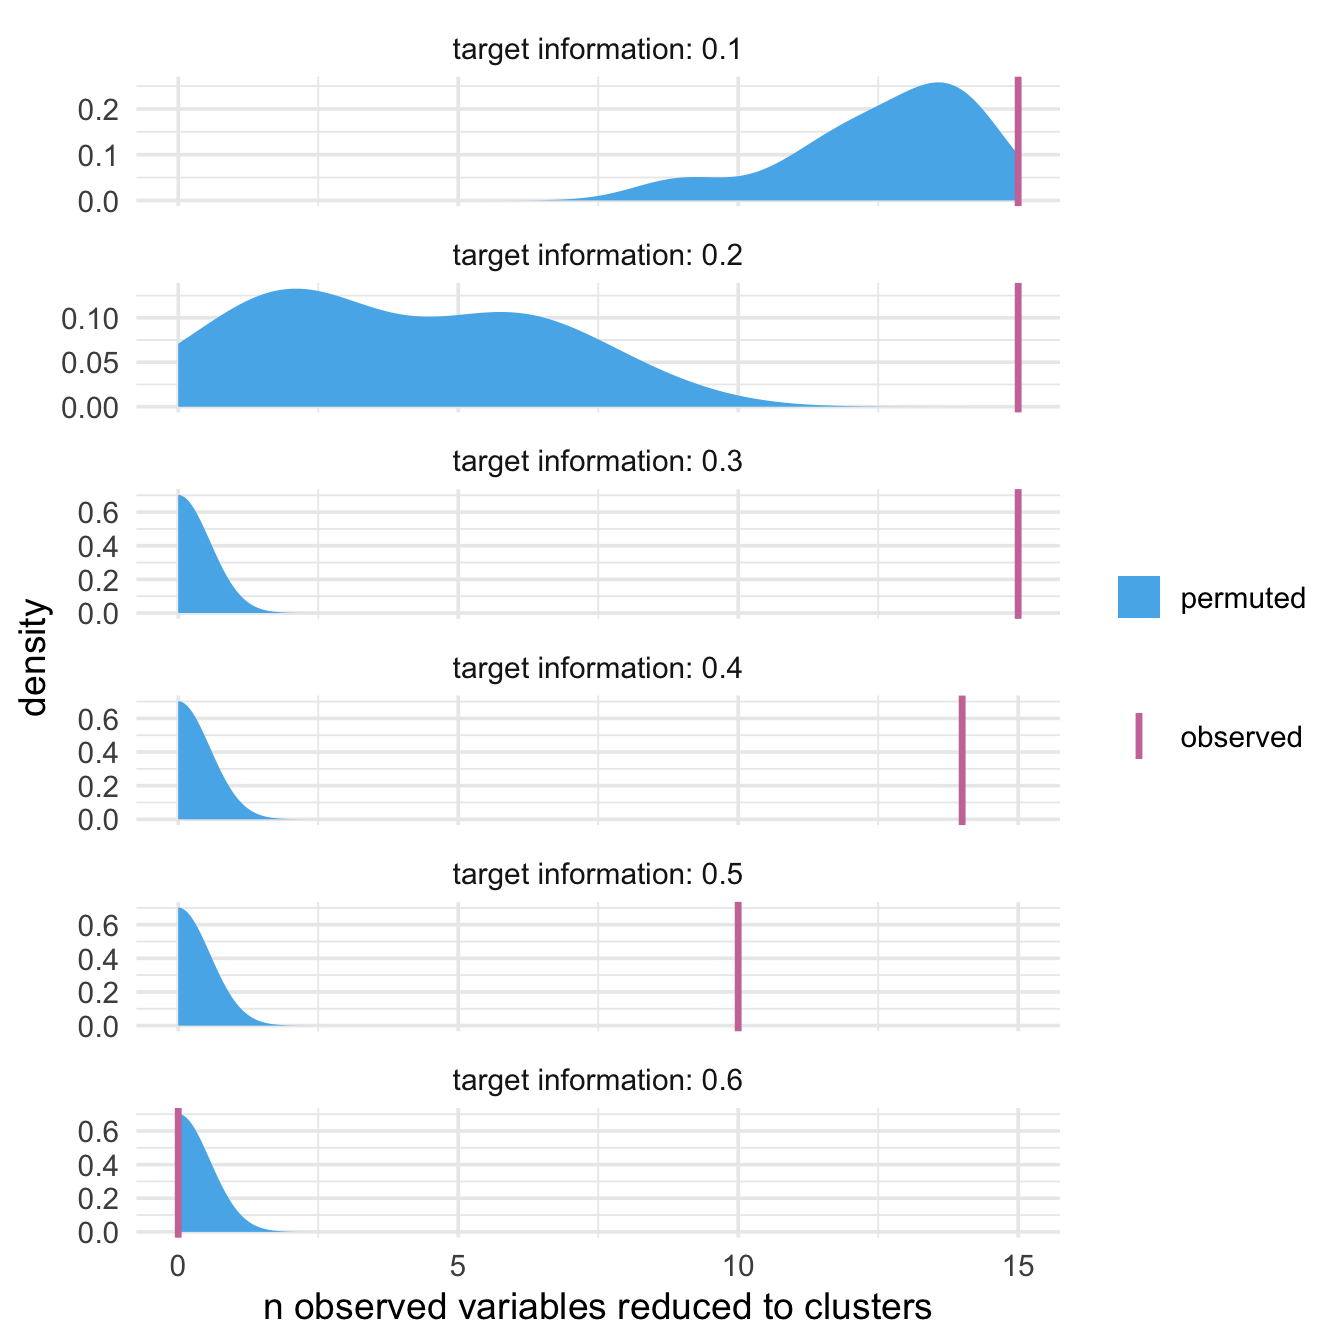 target information: 0.1
0.2
0.1
0.0
target information: 0.2
0.10
0.05
0.00
target information: 0.3
0.6
0.4
0.2
0.0
target information: 0.4
0.6
0.4
0.2
0.0
target information: 0.5
0.6
0.4
0.2
0.0
target information: 0.6
0.6
0.4
0.2
0.0
0 5 10 15
n observed variables reduced to clusters
density
permuted
observed